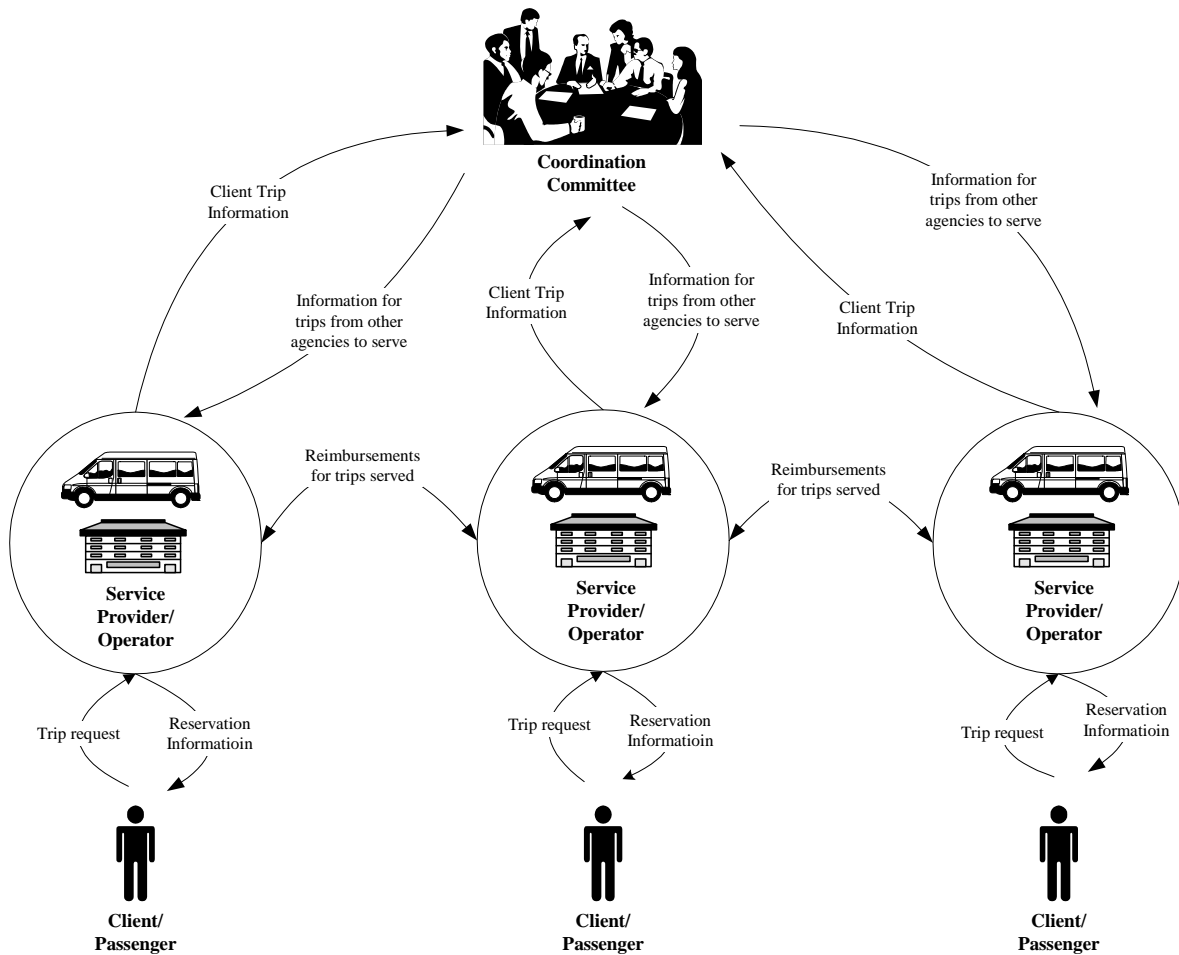 Coordination
Committee
Client Trip
Information
Information for
trips from other
agencies to serve
Client Trip
Information
Information for
trips from other
agencies to serve
Information for
trips from other
agencies to serve
Client Trip
Information
Reimbursements
for trips served
Reimbursements
for trips served
Service
Provider/
Operator
Service
Provider/
Operator
Service
Provider/
Operator
Trip request
Reservation
Informatioin
Trip request
Reservation
Informatioin
Trip request
Reservation
Informatioin
Client/
Passenger
Client/
Passenger
Client/
Passenger